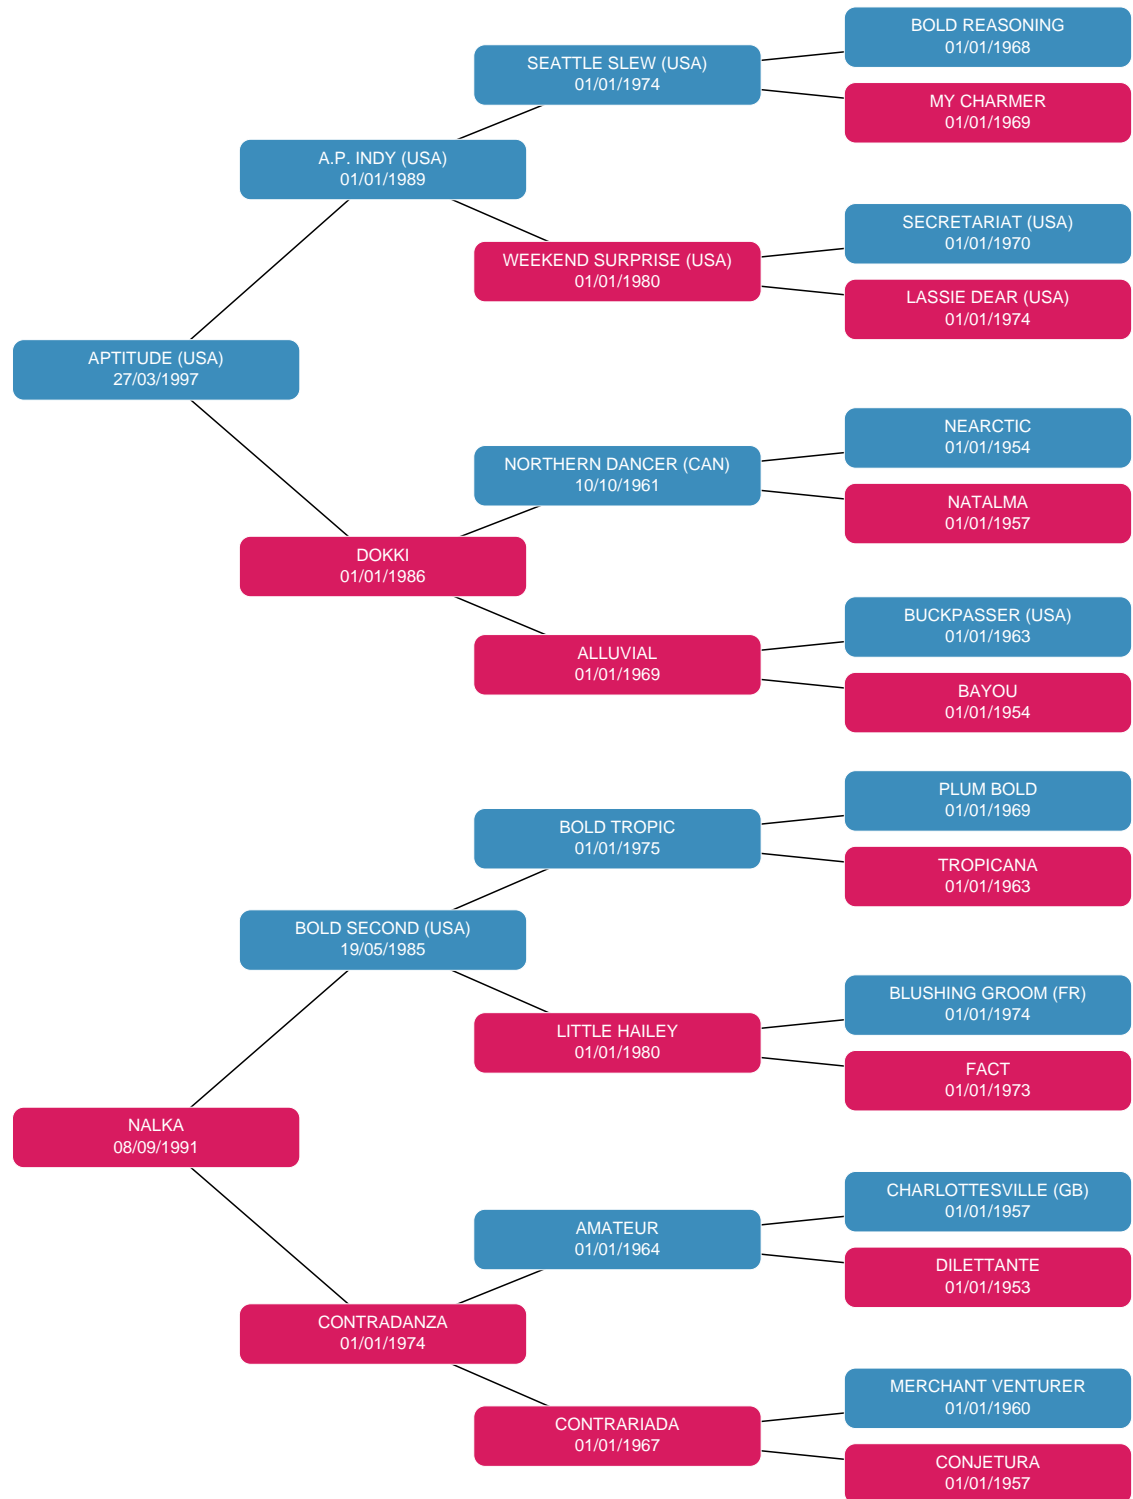 BOLD REASONING
01/01/1968
SEATTLE SLEW (USA)
01/01/1974
MY CHARMER
01/01/1969
A.P. INDY (USA)
01/01/1989
SECRETARIAT (USA)
01/01/1970
WEEKEND SURPRISE (USA)
01/01/1980
LASSIE DEAR (USA)
01/01/1974
APTITUDE (USA)
27/03/1997
NEARCTIC
01/01/1954
NORTHERN DANCER (CAN)
10/10/1961
NATALMA
01/01/1957
DOKKI
01/01/1986
BUCKPASSER (USA)
01/01/1963
ALLUVIAL
01/01/1969
BAYOU
01/01/1954
PLUM BOLD
01/01/1969
BOLD TROPIC
01/01/1975
TROPICANA
01/01/1963
BOLD SECOND (USA)
19/05/1985
BLUSHING GROOM (FR)
01/01/1974
LITTLE HAILEY
01/01/1980
FACT
01/01/1973
NALKA
08/09/1991
CHARLOTTESVILLE (GB)
01/01/1957
AMATEUR
01/01/1964
DILETTANTE
01/01/1953
CONTRADANZA
01/01/1974
MERCHANT VENTURER
01/01/1960
CONTRARIADA
01/01/1967
CONJETURA
01/01/1957